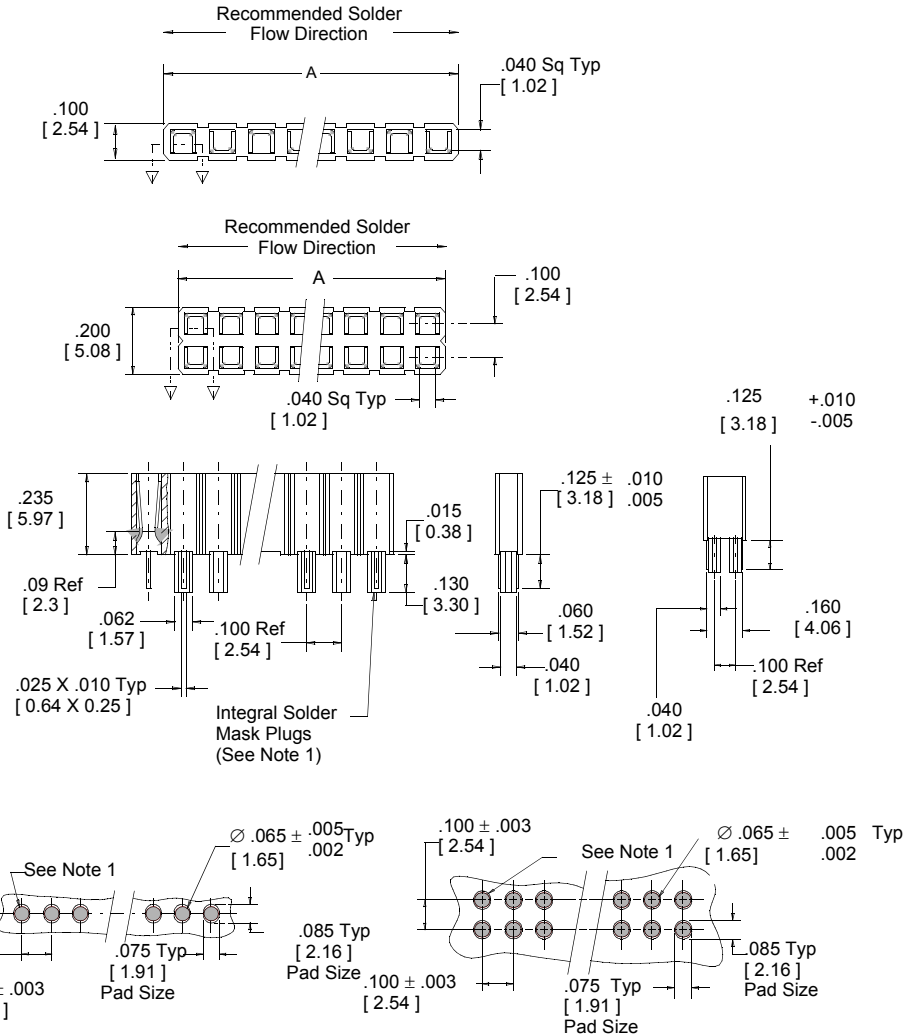 Recommended Solder
Flow Direction
A
.040 Sq Typ
[ 1.02 ]
.100
[ 2.54 ]
Recommended Solder
Flow Direction
A
.100
[ 2.54 ]
.200
[ 5.08 ]
.040 Sq Typ
[ 1.02 ]
.125 +.010
[ 3.18 ] -.005
.235
[ 5.97 ]
.015
[ 0.38 ]
.125 ± .010
[ 3.18 ] .005
.09 Ref
[ 2.3 ]
.130
[ 3.30 ]
.062
[ 1.57 ]
.100 Ref
[ 2.54 ]
.060
[ 1.52 ]
.160
[ 4.06 ]
.025 X .010 Typ
[ 0.64 X 0.25 ]
.040
[ 1.02 ]
.100 Ref
[ 2.54 ]
.040
[ 1.02 ]
Integral Solder
Mask Plugs
(See Note 1)
See Note 1
∅ .065 ± .005 Typ
[ 1.65] .002
.075 Typ
[ 1.91 ]
Pad Size
.085 Typ
[ 2.16 ]
Pad Size
± .003
]
.100 ± .003
[ 2.54 ]
See Note 1
∅ .065 ± .005 Typ
[ 1.65] .002
.085 Typ
[ 2.16 ]
Pad Size
.100 ± .003
[ 2.54 ]
.075 Typ
[ 1.91 ]
Pad Size